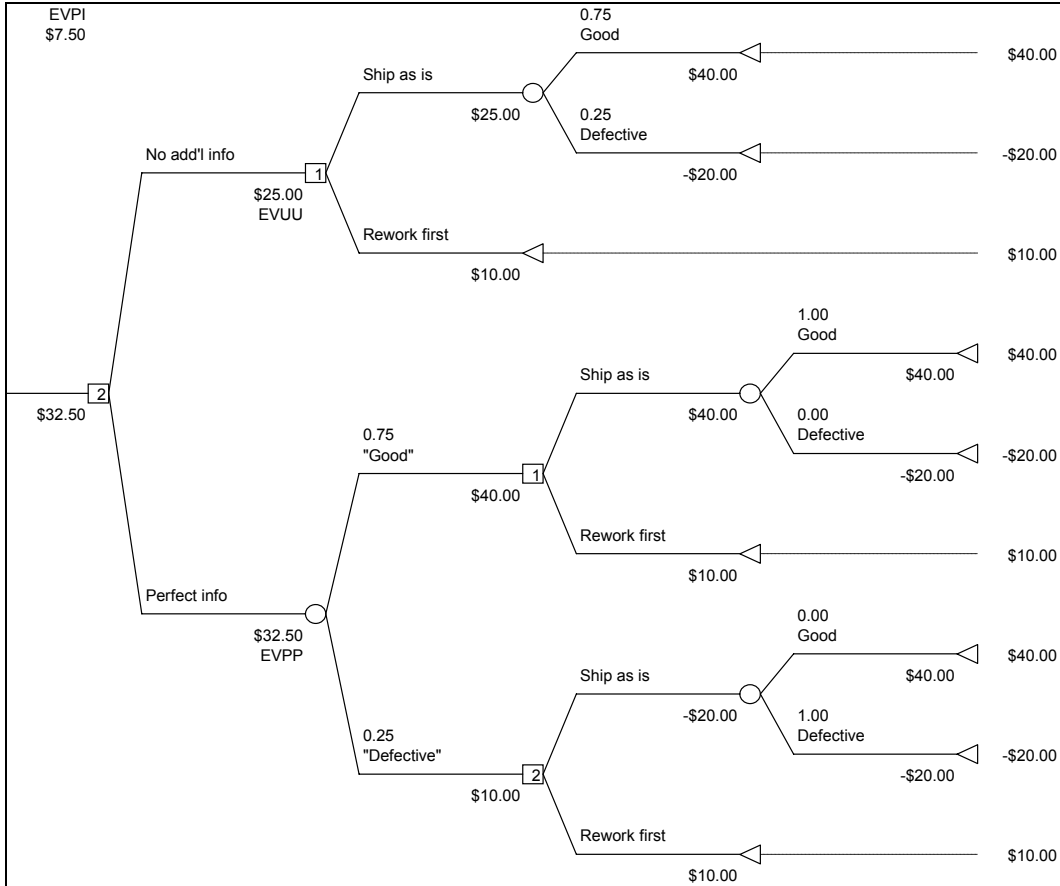 EVPI
$7.50
0.75
Good
$40.00
$40.00
Ship as is
$25.00
0.25
Defective
-$20.00
-$20.00
No add'l info
1
$25.00
EVUU
Rework first
$10.00
$10.00
2
$32.50
1.00
Good
$40.00
$40.00
Ship as is
$40.00
0.00
Defective
-$20.00
-$20.00
0.75
"Good"
1
$40.00
Rework first
$10.00
$10.00
Perfect info
$32.50
EVPP
0.00
Good
$40.00
$40.00
Ship as is
-$20.00
1.00
Defective
-$20.00
-$20.00
0.25
"Defective"
2
$10.00
Rework first
$10.00
$10.00